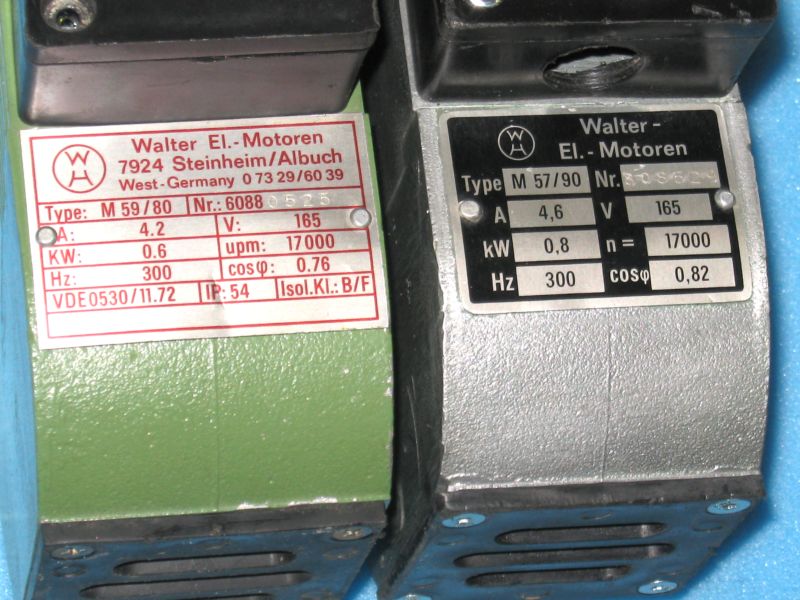 WH
Walter El.-Motoren
7924 Steinheim/Albuch
West-Germany 0 73 29/60 39
Type: M 59/80 Nr.: 6088 0525
A: 4.2 V: 165
KW: 0.6 upm: 17000
Hz: 300 cosφ: 0.76
VDE0530/11.72 IP: 54 Isol.Kl.: B/F
WH
Walter -
El.- Motoren
Type M 57/90 Nr.
A 4,6 V 165
kW 0,8 n= 17000
Hz 300 cosφ 0,82